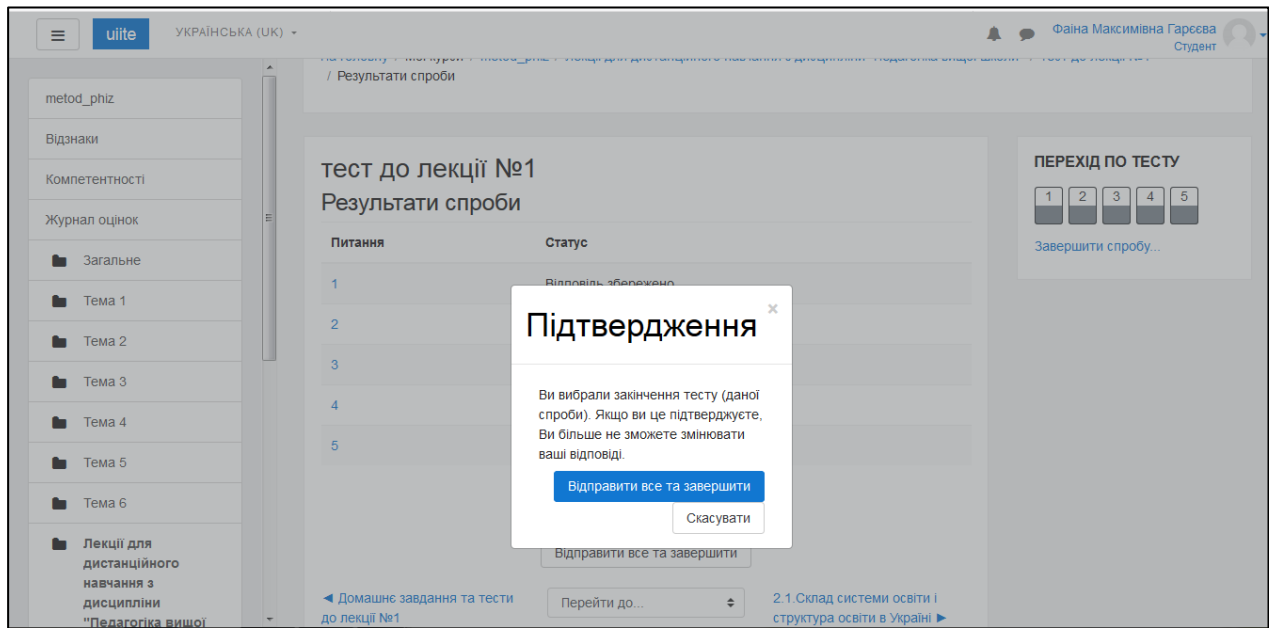 uiite
УКРАЇНСЬКА (UK)
Фаїна Максимівна Гарєєва
Студент
/ Результати спроби
metod_phiz
Відзнаки
Компетентності
Журнал оцінок
Загальне
Тема 1
Тема 2
Тема 3
Тема 4
Тема 5
Тема 6
Лекції для
дистанційного
навчання з
дисципліни
"Педагогіка вищої
тест до лекції №1
Результати спроби
Питання Статус
1 Відповідь збережено
2
3
4
5
Підтвердження ×
Ви вибрали закінчення тесту (даної
спроби). Якщо ви це підтверджуєте,
Ви більше не зможете змінювати
ваші відповіді.
Відправити все та завершити
Скасувати
Відправити все та завершити
◄ Домашнє завдання та тести
до лекції №1
Перейти до...
2.1.Склад системи освіти і
структура освіти в Україні ►
ПЕРЕХІД ПО ТЕСТУ
1 2 3 4 5
Завершити спробу...